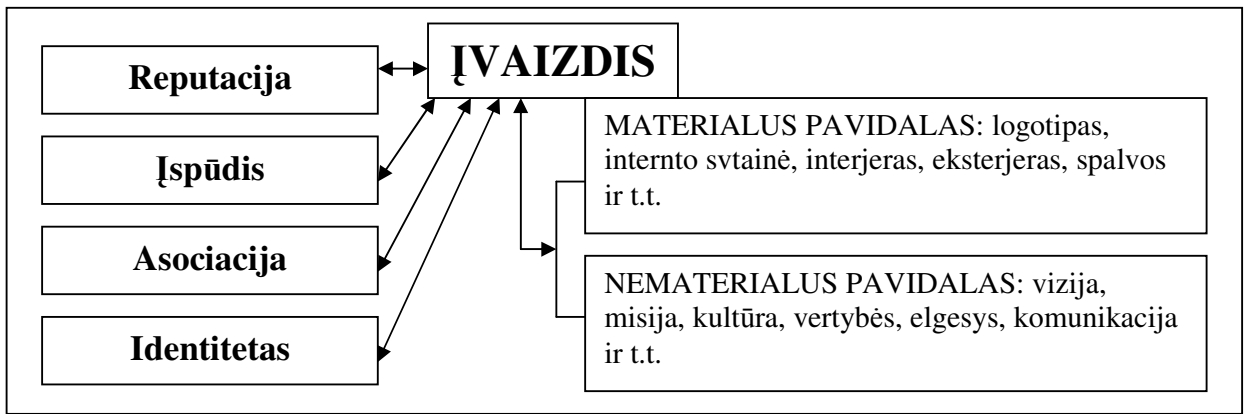 ĮVAIZDIS
Reputacija
Įspūdis
Asociacija
Identitetas
MATERIALUS PAVIDALAS: logotipas,
internto svtainė, interjeras, eksterjeras, spalvos
ir t.t.
NEMATERIALUS PAVIDALAS: vizija,
misija, kultūra, vertybės, elgesys, komunikacija
ir t.t.